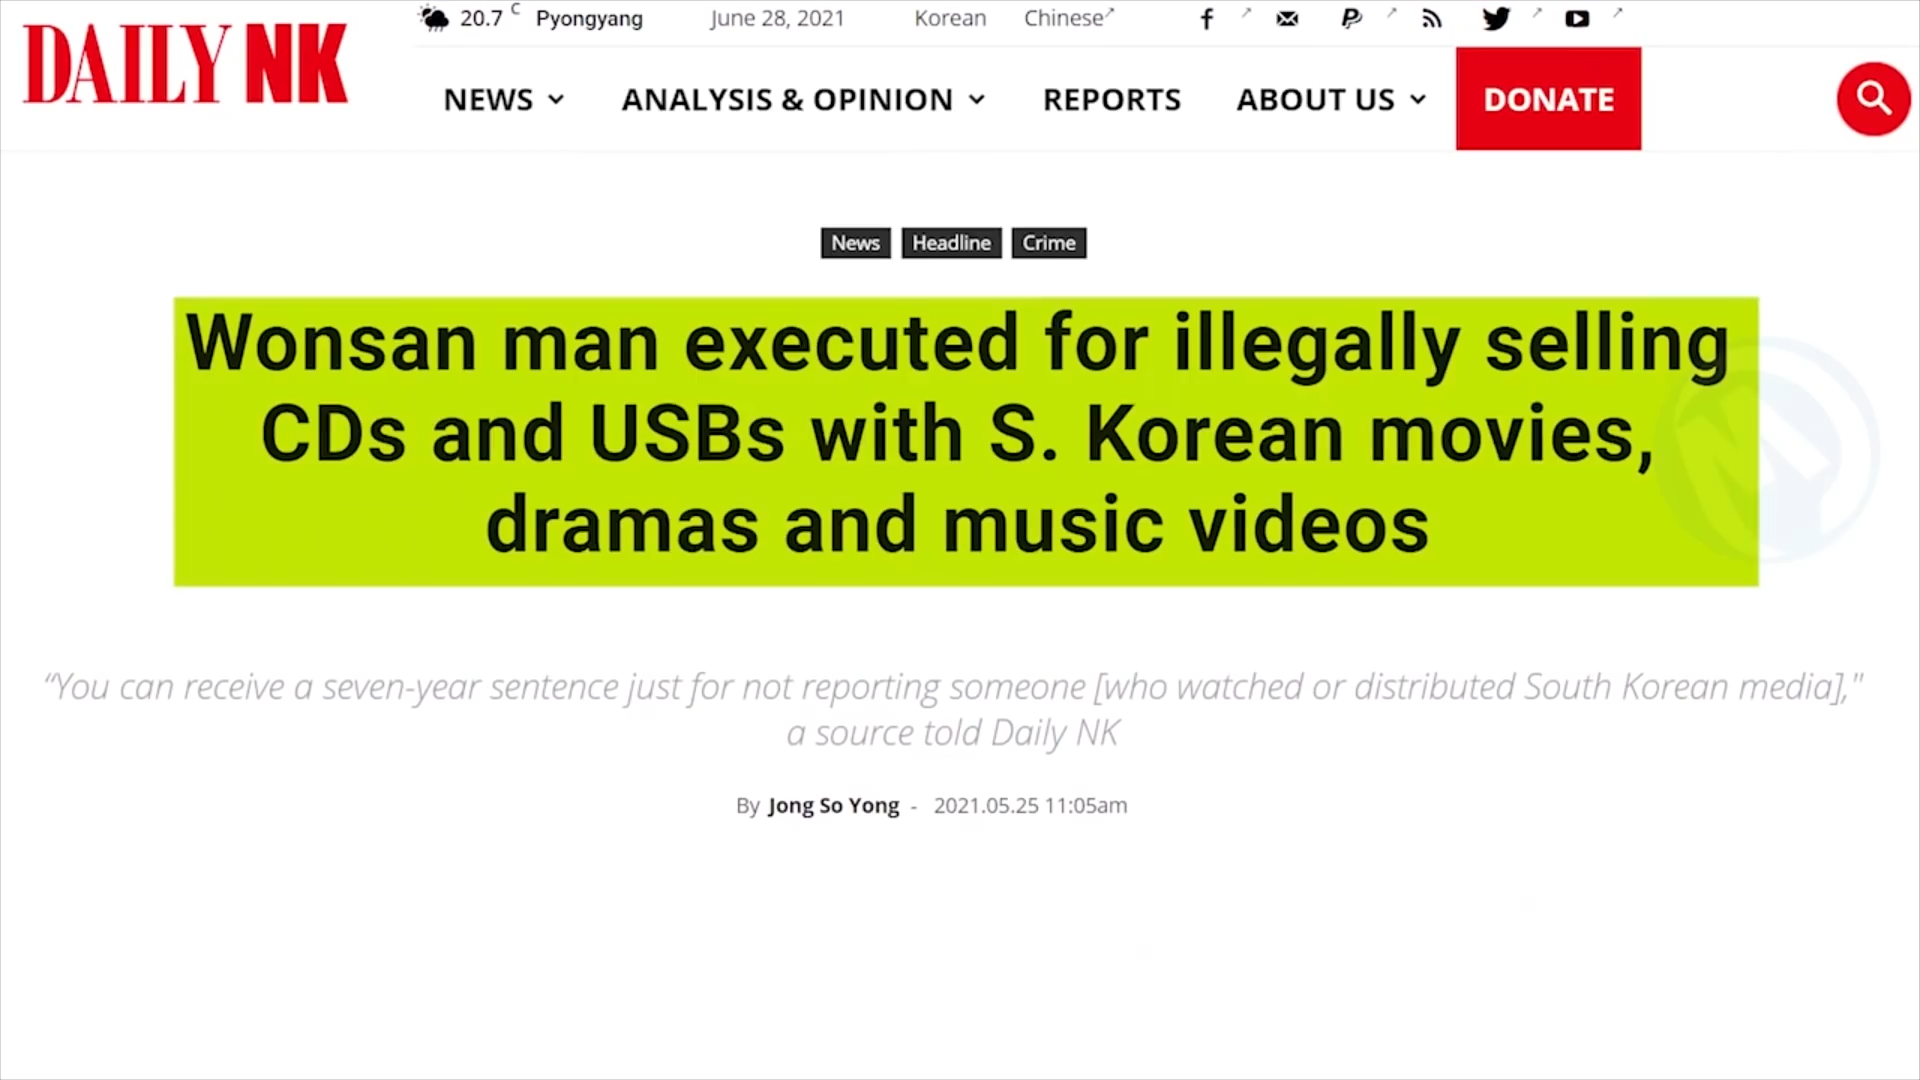 DAILY NK
20.7 C Pyongyang June 28, 2021 Korean Chinese
NEWS ANALYSIS & OPINION REPORTS ABOUT US DONATE
News Headline Crime
Wonsan man executed for illegally selling
CDs and USBs with S. Korean movies,
dramas and music videos
“You can receive a seven-year sentence just for not reporting someone [who watched or distributed South Korean media],"
a source told Daily NK
By Jong So Yong - 2021.05.25 11:05am